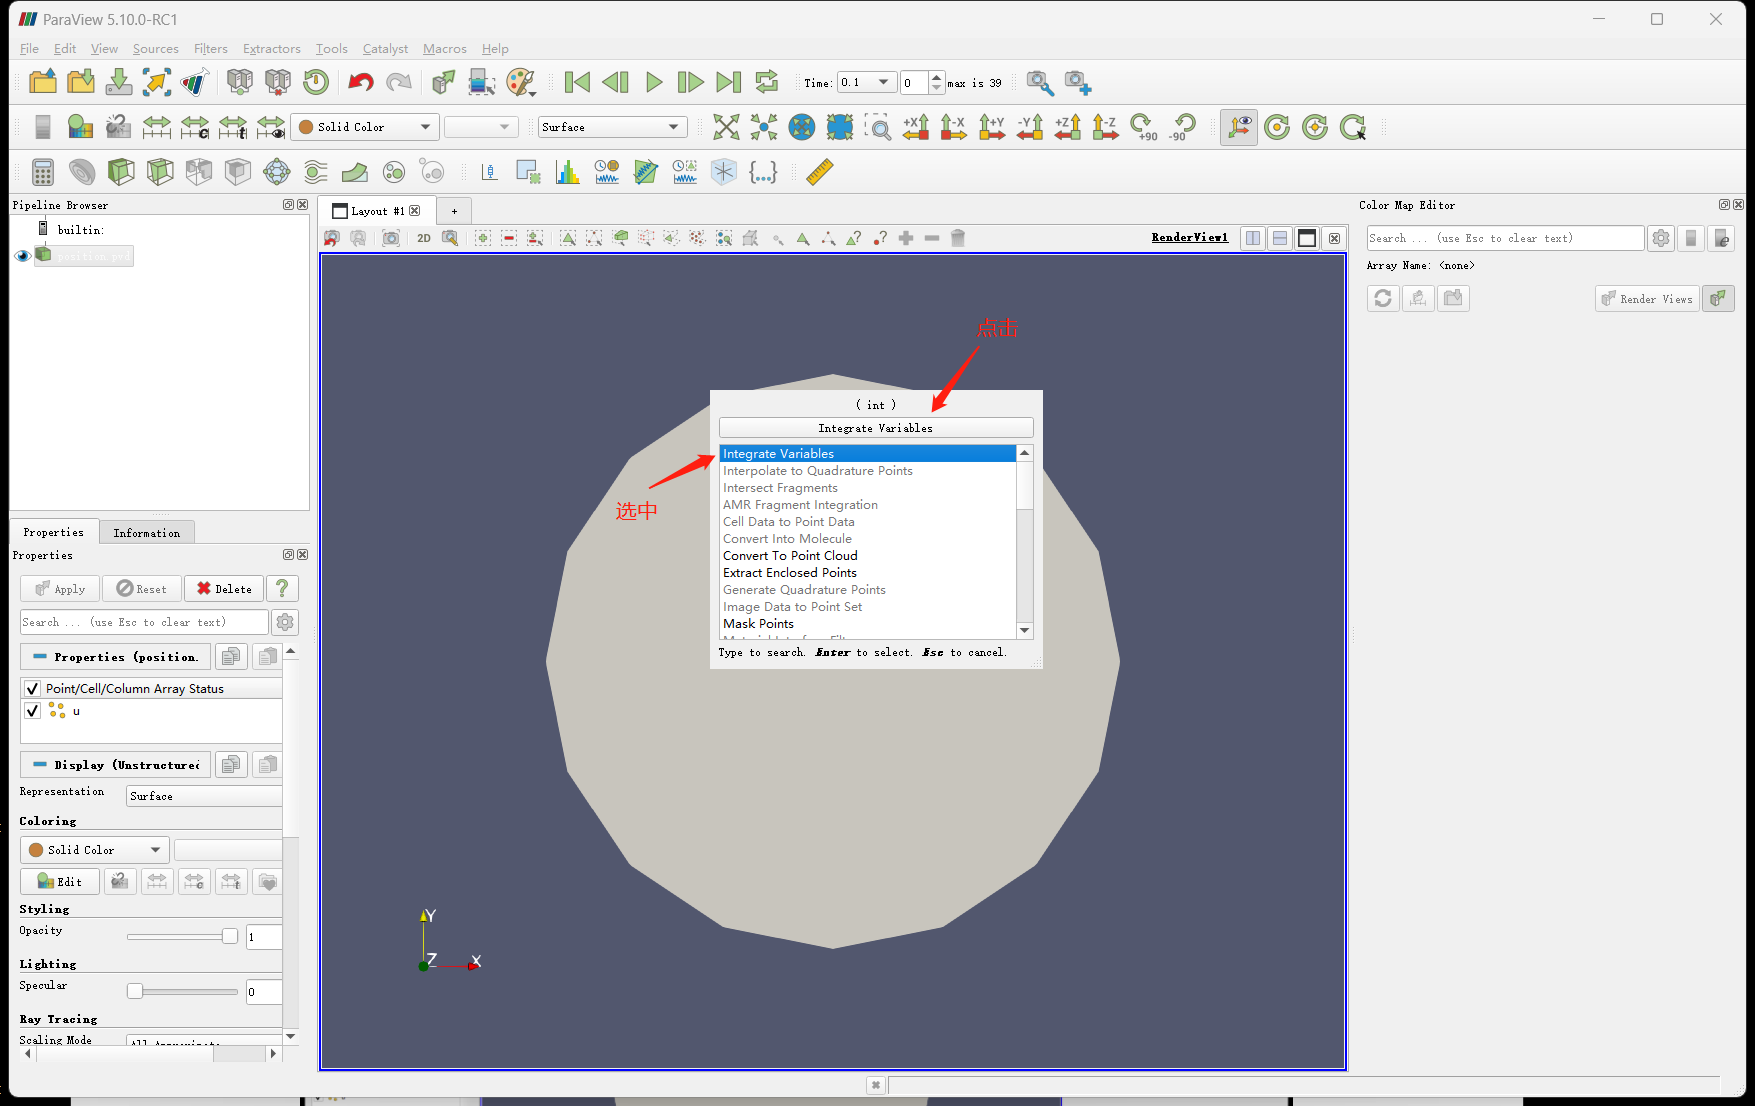 ParaView 5.10.0-RC1
File Edit View Sources Filters Extractors Tools Catalyst Macros Help
Time: 0.1 0 max is 39
Solid Color Surface +X -X +Y -Y +Z -Z +90 -90
Pipeline Browser
builtin:
position.pvd
Layout #1 +
2D RenderView1
Color Map Editor
Search ... (use Esc to clear text)
Array Name: <none>
Render Views
点击
( int )
Integrate Variables
Integrate Variables
Interpolate to Quadrature Points
Intersect Fragments
AMR Fragment Integration
Cell Data to Point Data
Convert Into Molecule
Convert To Point Cloud
Extract Enclosed Points
Generate Quadrature Points
Image Data to Point Set
Mask Points
Type to search. Enter to select. Esc to cancel.
选中
Properties Information
Properties
Apply Reset Delete ?
Search ... (use Esc to clear text)
Properties (position.
Point/Cell/Column Array Status
u
Display (Unstructured
Representation Surface
Coloring
Solid Color
Edit
Styling
Opacity 1
Lighting
Specular 0
Ray Tracing
Scaling Mode
Y
Z X